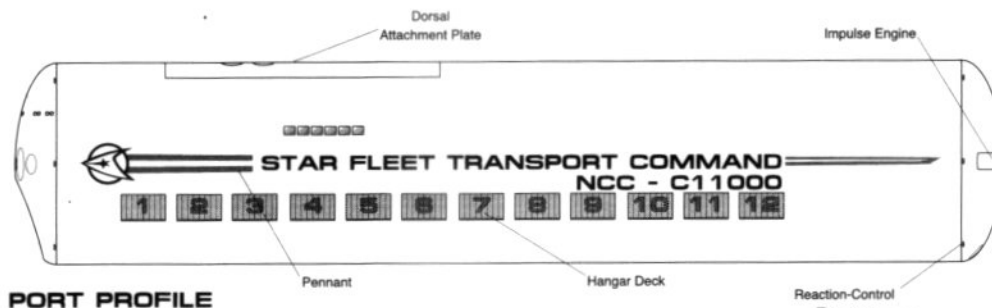 Dorsal
Attachment Plate
Impulse Engine
STAR FLEET TRANSPORT COMMAND
NCC - C11000
1 2 3 4 5 6 7 8 9 10 11 12
Pennant
Hangar Deck
Reaction-Control
PORT PROFILE